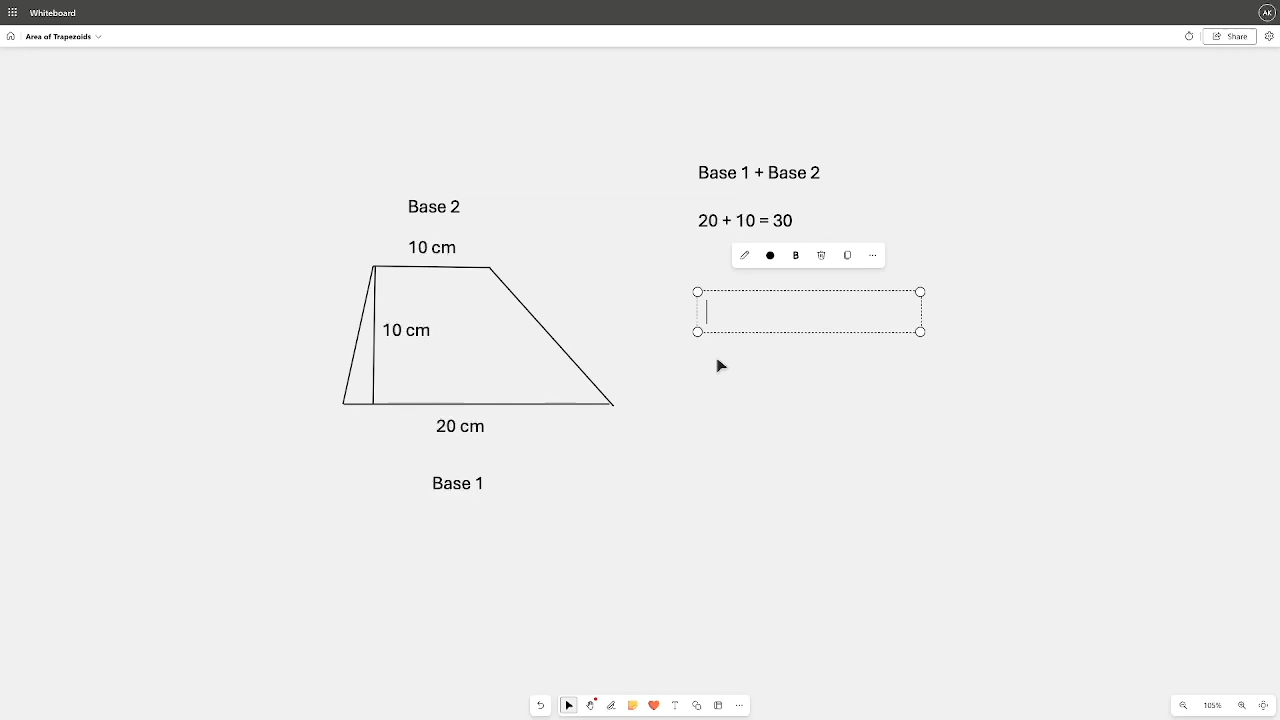 Whiteboard
AK
Area of Trapezoids
Share
Base 1 + Base 2
Base 2
20 + 10 = 30
10 cm
B
10 cm
20 cm
Base 1
T
105%